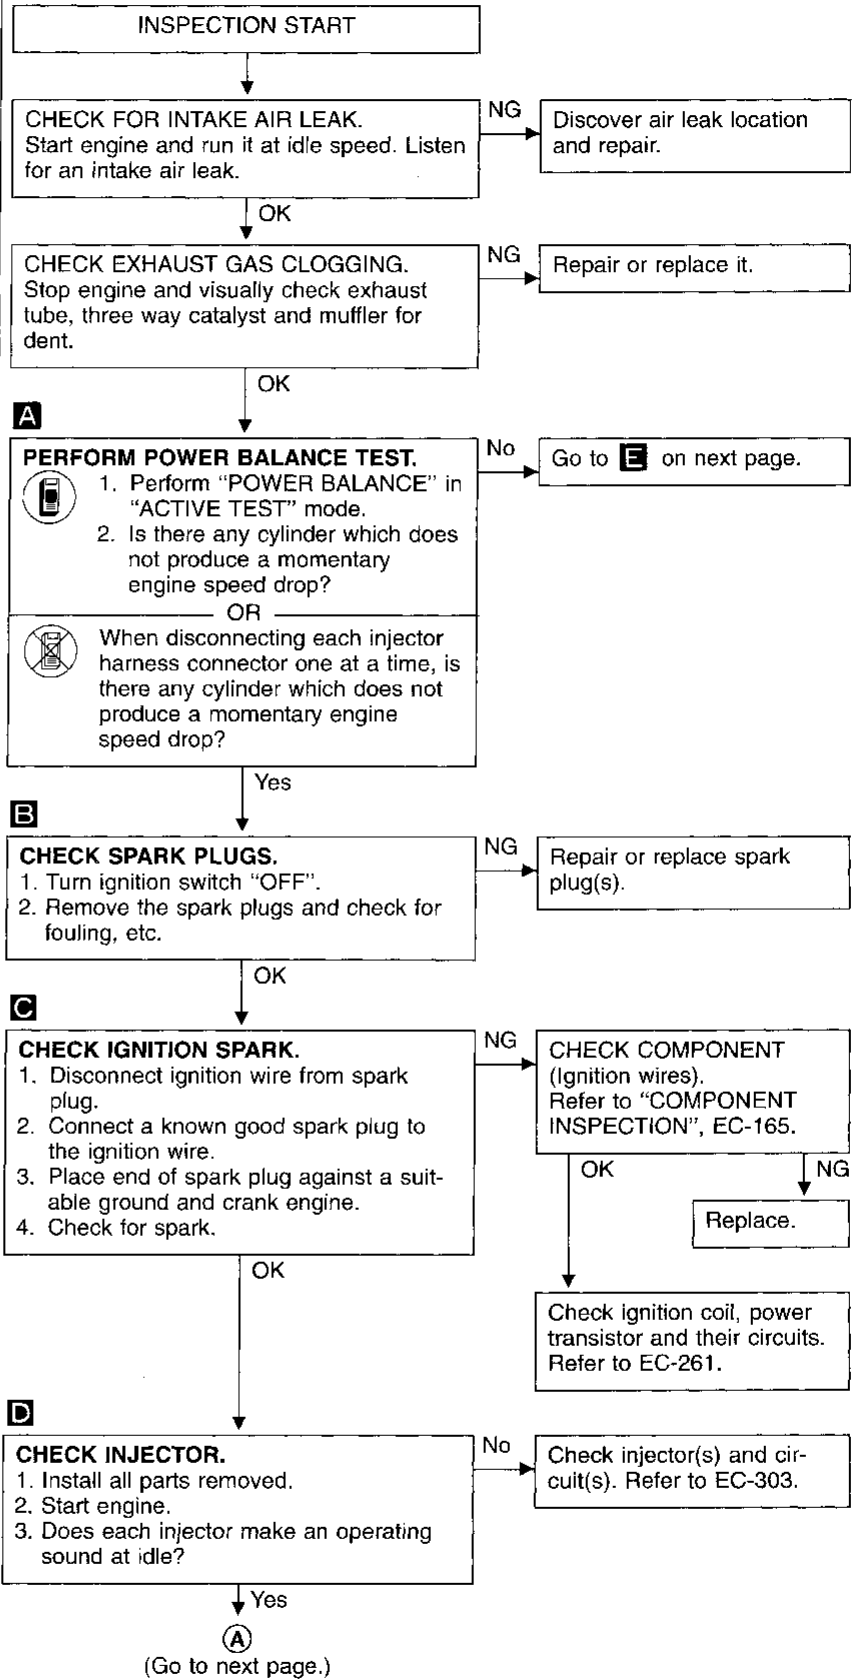 INSPECTION START
CHECK FOR INTAKE AIR LEAK.
Start engine and run it at idle speed. Listen
for an intake air leak.
NG
Discover air leak location
and repair.
OK
CHECK EXHAUST GAS CLOGGING.
Stop engine and visually check exhaust
tube, three way catalyst and muffler for
dent.
NG
Repair or replace it.
OK
A
PERFORM POWER BALANCE TEST.
1. Perform “POWER BALANCE” in
“ACTIVE TEST” mode.
2. Is there any cylinder which does
not produce a momentary
engine speed drop?
OR
When disconnecting each injector
harness connector one at a time, is
there any cylinder which does not
produce a momentary engine
speed drop?
No
Go to E on next page.
Yes
B
CHECK SPARK PLUGS.
1. Turn ignition switch “OFF”.
2. Remove the spark plugs and check for
fouling, etc.
NG
Repair or replace spark
plug(s).
OK
C
CHECK IGNITION SPARK.
1. Disconnect ignition wire from spark
plug.
2. Connect a known good spark plug to
the ignition wire.
3. Place end of spark plug against a suit-
able ground and crank engine.
4. Check for spark.
NG
CHECK COMPONENT
(Ignition wires).
Refer to “COMPONENT
INSPECTION”, EC-165.
OK
NG
Replace.
Check ignition coil, power
transistor and their circuits.
Refer to EC-261.
OK
D
CHECK INJECTOR.
1. Install all parts removed.
2. Start engine.
3. Does each injector make an operating
sound at idle?
No
Check injector(s) and cir-
cuit(s). Refer to EC-303.
Yes
A
(Go to next page.)